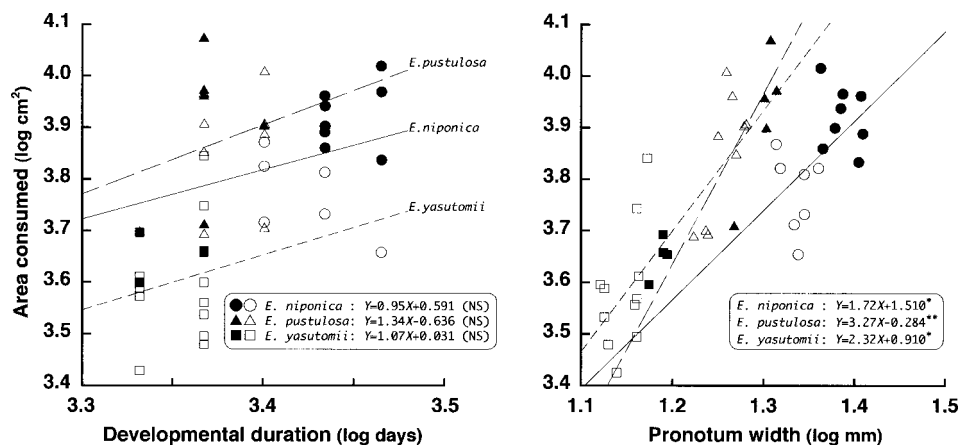 Area consumed (log cm²)
4.1
4.0
3.9
3.8
3.7
3.6
3.5
3.4
3.3
3.4
3.5
Developmental duration (log days)
E.pustulosa
E.niponica
E.yasutomii
E. niponica : Y=0.95X+0.591 (NS)
E. pustulosa: Y=1.34X-0.636 (NS)
E. yasutomii: Y=1.07X+0.031 (NS)
4.1
4.0
3.9
3.8
3.7
3.6
3.5
3.4
1.1
1.2
1.3
1.4
1.5
Pronotum width (log mm)
E. niponica : Y=1.72X+1.510*
E. pustulosa : Y=3.27X-0.284**
E. yasutomii: Y=2.32X+0.910*